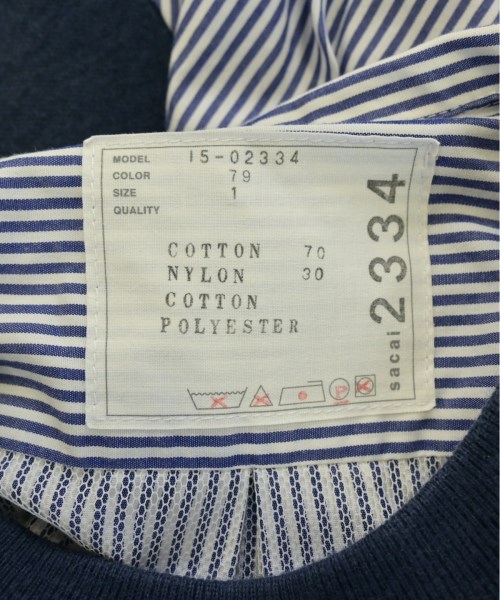 MODEL 15-02334
COLOR 79
SIZE 1
QUALITY
COTTON 70
NYLON 30
COTTON
POLYESTER
sacai 2334
P